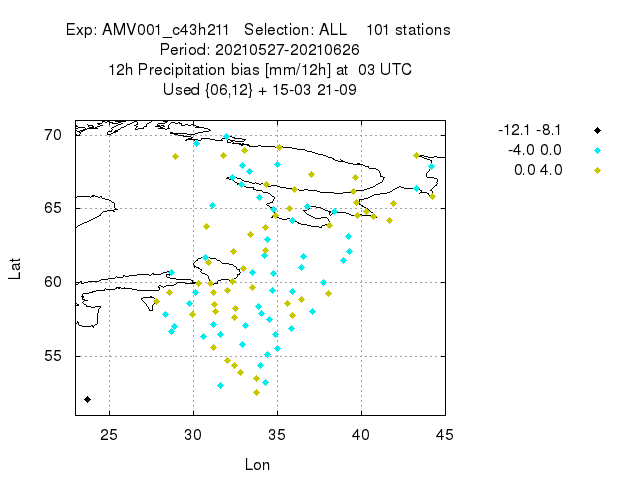 Exp: AMV001_c43h211   Selection: ALL    101 stations
Period: 20210527-20210626
12h Precipitation bias [mm/12h] at  03 UTC
Used {06,12} + 15-03 21-09
-12.1 -8.1
-4.0 0.0
0.0 4.0
70
65
60
55
Lat
25 30 35 40 45
Lon